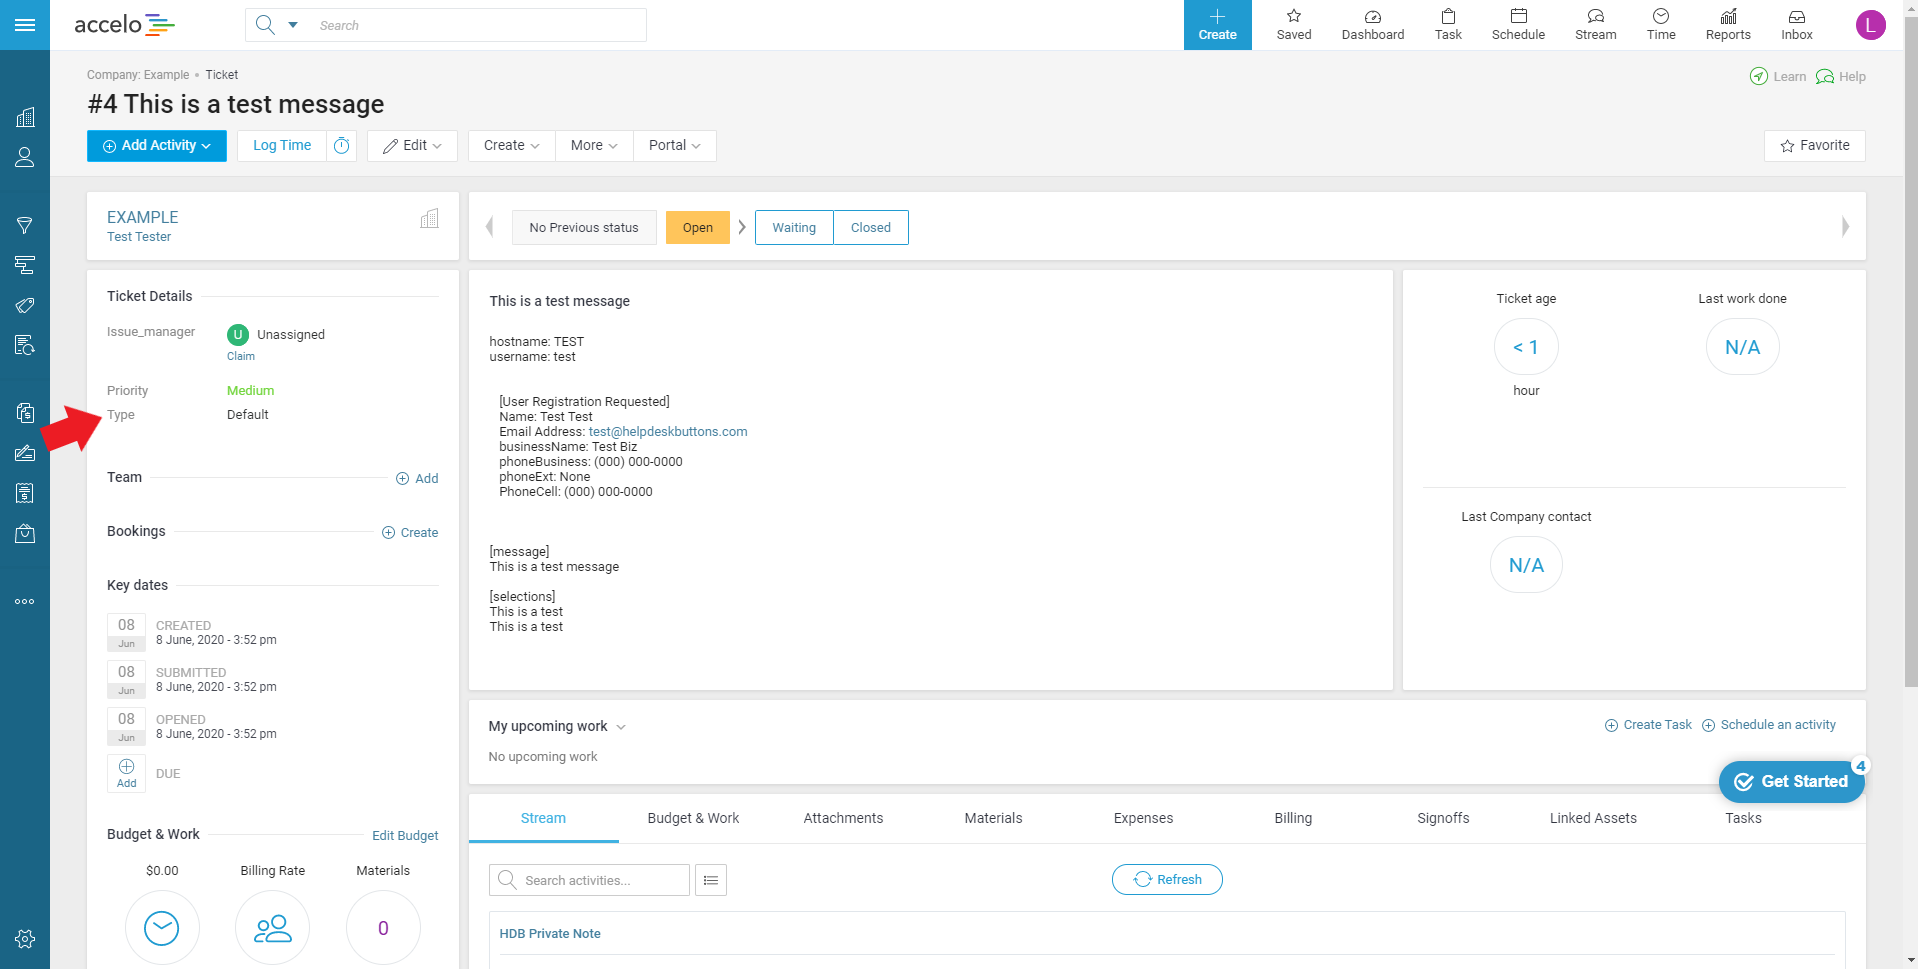 accelo
Search
Create
Saved
Dashboard
Task
Schedule
Stream
Time
Reports
Inbox
L
Company: Example • Ticket
Learn
Help
#4 This is a test message
Add Activity
Log Time
Edit
Create
More
Portal
Favorite
EXAMPLE
Test Tester
No Previous status
Open
Waiting
Closed
Ticket Details
Issue_manager
U Unassigned
Claim
Priority Medium
Type Default
Team
Add
Bookings
Create
Key dates
08 Jun
CREATED
8 June, 2020 - 3:52 pm
08 Jun
SUBMITTED
8 June, 2020 - 3:52 pm
08 Jun
OPENED
8 June, 2020 - 3:52 pm
Add
DUE
Budget & Work
Edit Budget
$0.00
Billing Rate
Materials
0
This is a test message
hostname: TEST
username: test
[User Registration Requested]
Name: Test Test
Email Address: test@helpdeskbuttons.com
businessName: Test Biz
phoneBusiness: (000) 000-0000
phoneExt: None
PhoneCell: (000) 000-0000
[message]
This is a test message
[selections]
This is a test
This is a test
Ticket age
< 1
hour
Last work done
N/A
Last Company contact
N/A
My upcoming work
Create Task
Schedule an activity
No upcoming work
Get Started
4
Stream
Budget & Work
Attachments
Materials
Expenses
Billing
Signoffs
Linked Assets
Tasks
Search activities...
Refresh
HDB Private Note